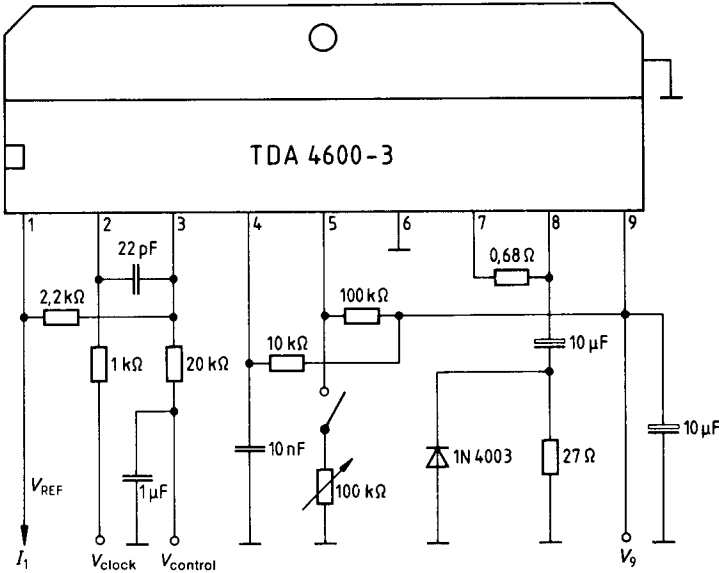 TDA 4600-3
1 2 3 4 5 6 7 8 9
22 pF
0,68 Ω
2,2 kΩ
100 kΩ
10 kΩ
10 µF
1 kΩ
20 kΩ
10 µF
10 nF
1N 4003
27 Ω
V_REF
1 µF
100 kΩ
I₁
V_clock
V_control
V₉